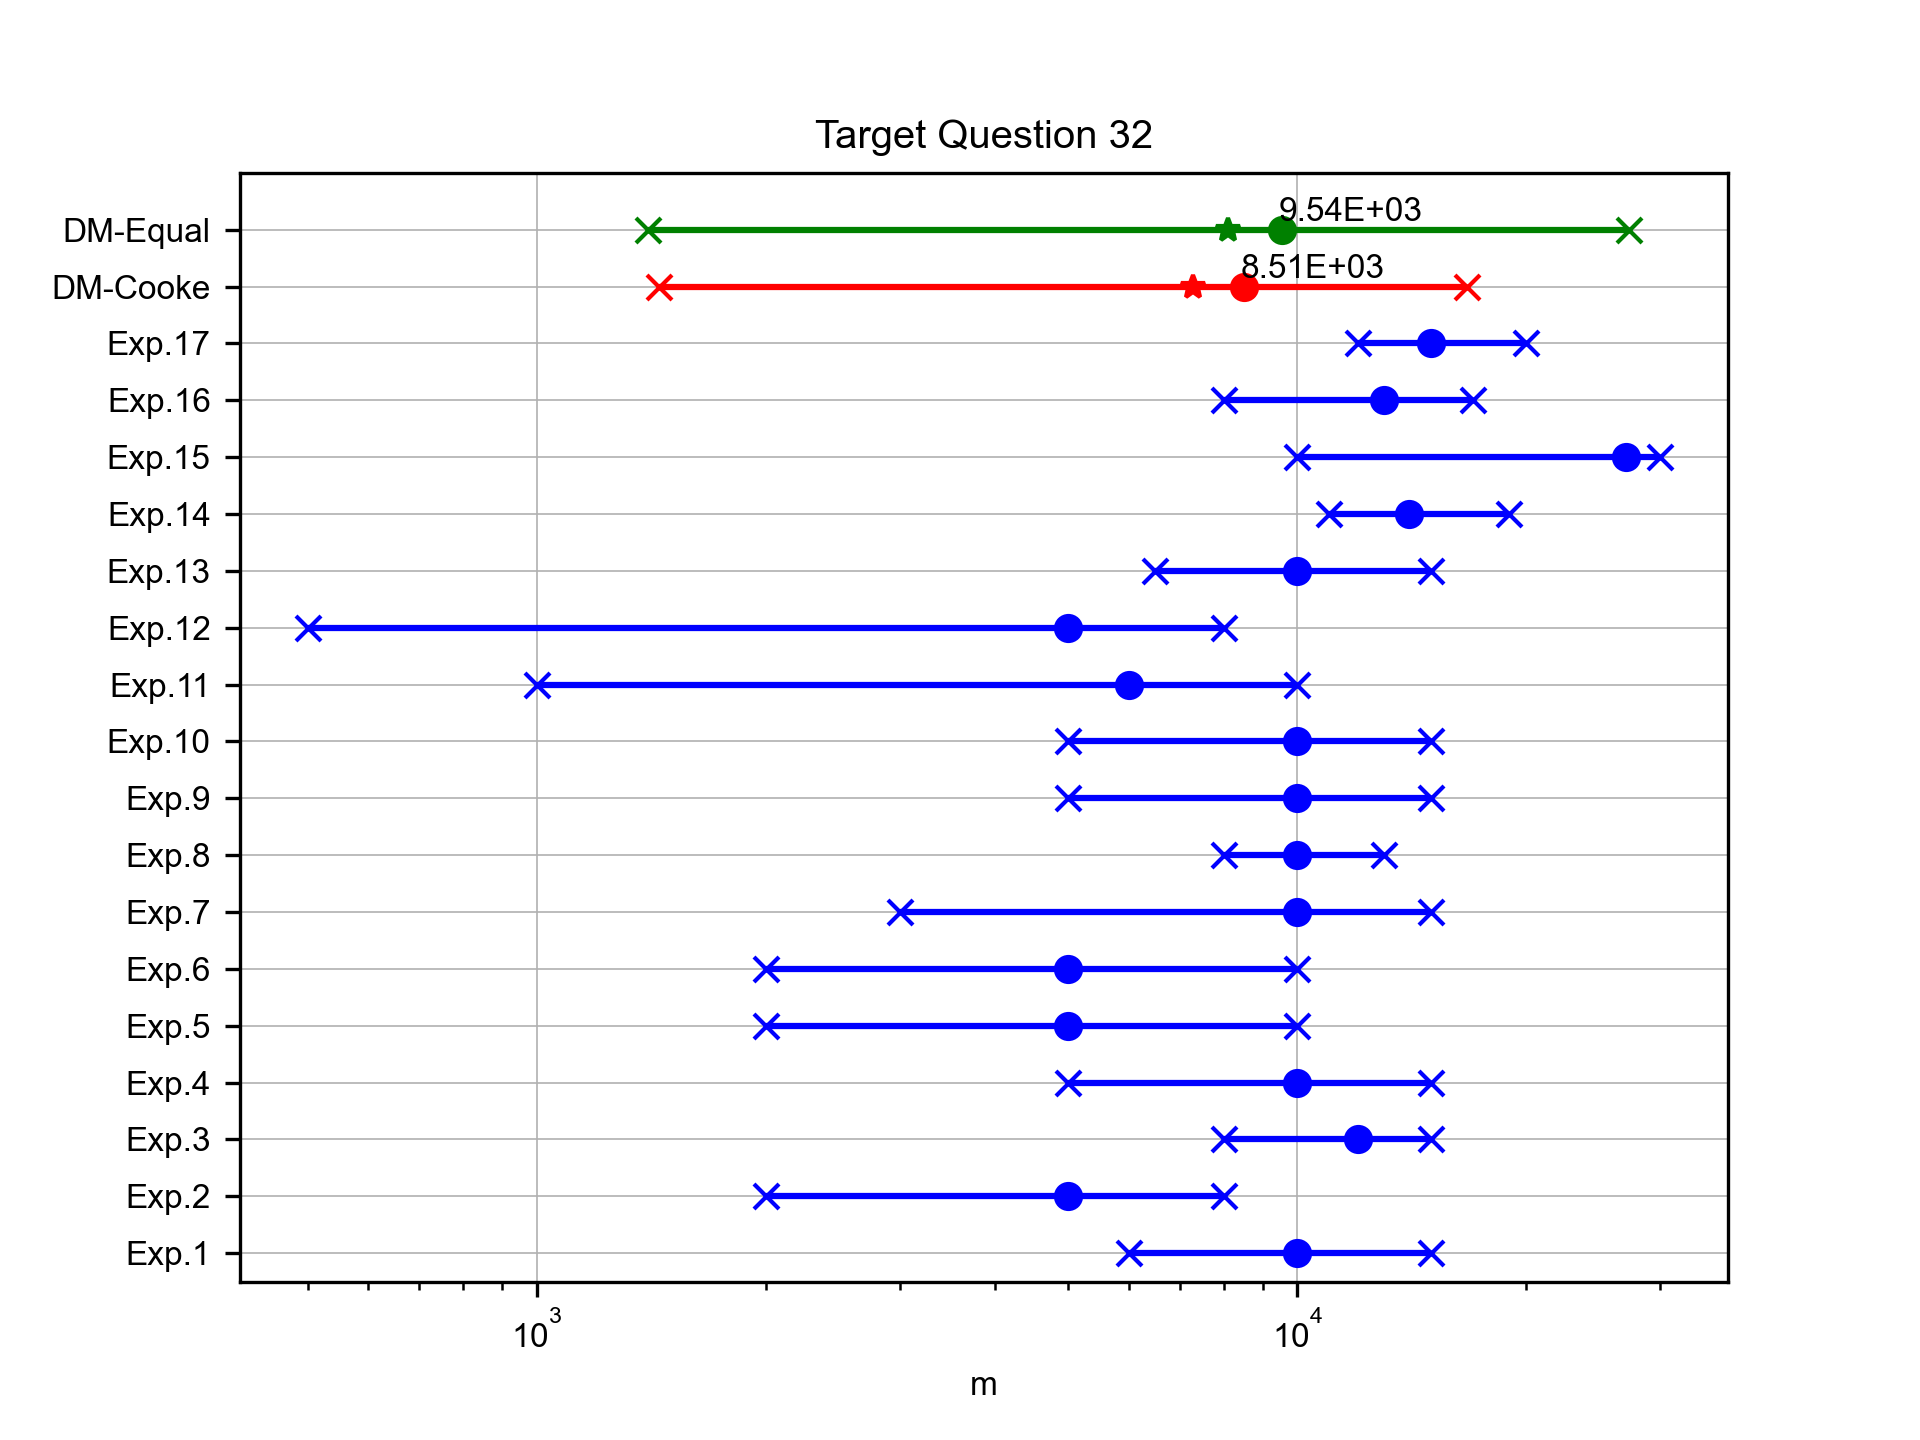 Target Question 32
DM-Equal
9.54E+03
DM-Cooke
8.51E+03
Exp.17
Exp.16
Exp.15
Exp.14
Exp.13
Exp.12
Exp.11
Exp.10
Exp.9
Exp.8
Exp.7
Exp.6
Exp.5
Exp.4
Exp.3
Exp.2
Exp.1
10³ 10⁴
m